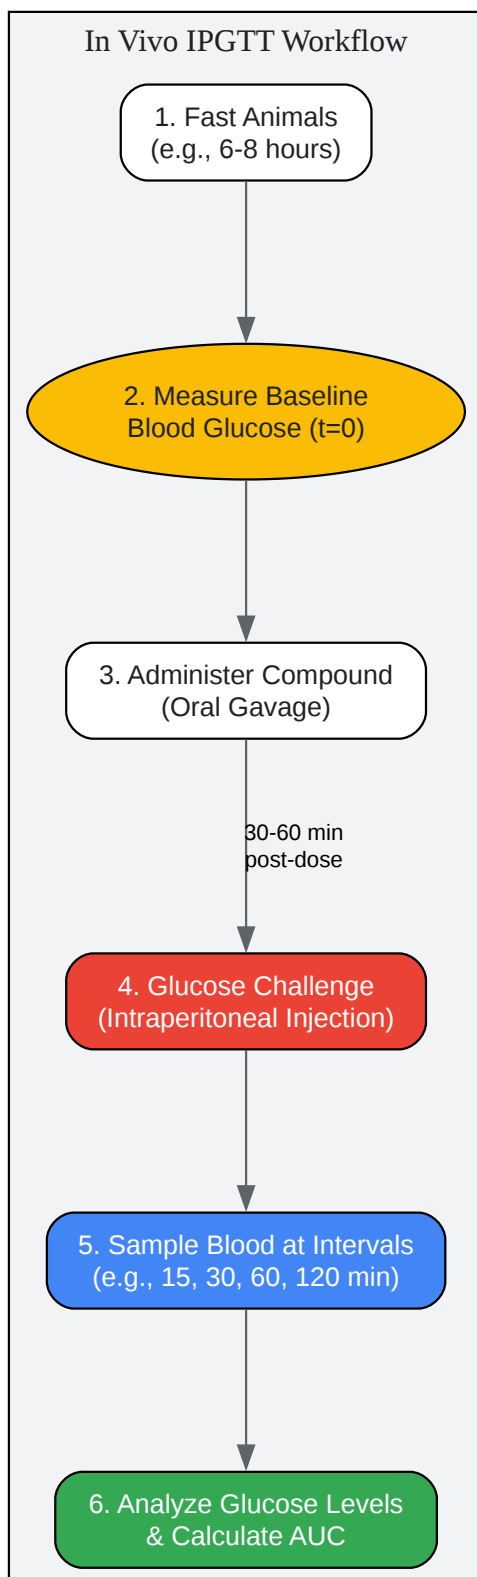 In Vivo IPGTT Workflow
1. Fast Animals
(e.g., 6-8 hours)
2. Measure Baseline
Blood Glucose (t=0)
3. Administer Compound
(Oral Gavage)
30-60 min
post-dose
4. Glucose Challenge
(Intraperitoneal Injection)
5. Sample Blood at Intervals
(e.g., 15, 30, 60, 120 min)
6. Analyze Glucose Levels
& Calculate AUC